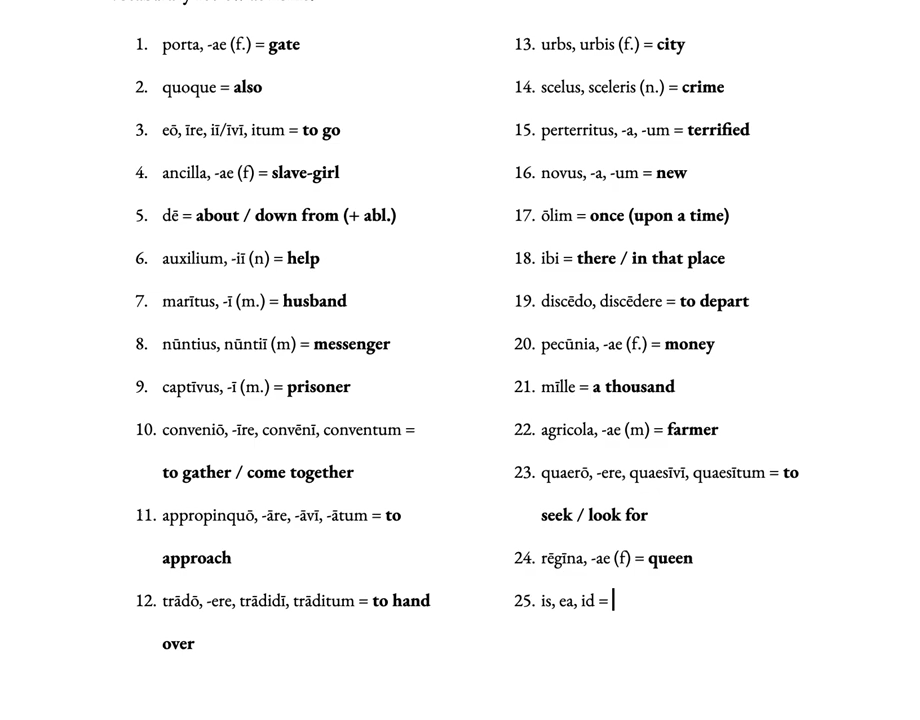 1. porta, -ae (f.) = gate
2. quoque = also
3. eō, īre, iī/īvī, itum = to go
4. ancilla, -ae (f) = slave-girl
5. dē = about / down from (+ abl.)
6. auxilium, -iī (n) = help
7. marītus, -ī (m.) = husband
8. nūntius, nūntiī (m) = messenger
9. captīvus, -ī (m.) = prisoner
10. conveniō, -īre, convēnī, conventum =
to gather / come together
11. appropinquō, -āre, -āvī, -ātum = to
approach
12. trādō, -ere, trādidī, trāditum = to hand
over
13. urbs, urbis (f.) = city
14. scelus, sceleris (n.) = crime
15. perterritus, -a, -um = terrified
16. novus, -a, -um = new
17. ōlim = once (upon a time)
18. ibi = there / in that place
19. discēdo, discēdere = to depart
20. pecūnia, -ae (f.) = money
21. mīlle = a thousand
22. agricola, -ae (m) = farmer
23. quaerō, -ere, quaesīvī, quaesītum = to
seek / look for
24. rēgīna, -ae (f) = queen
25. is, ea, id =